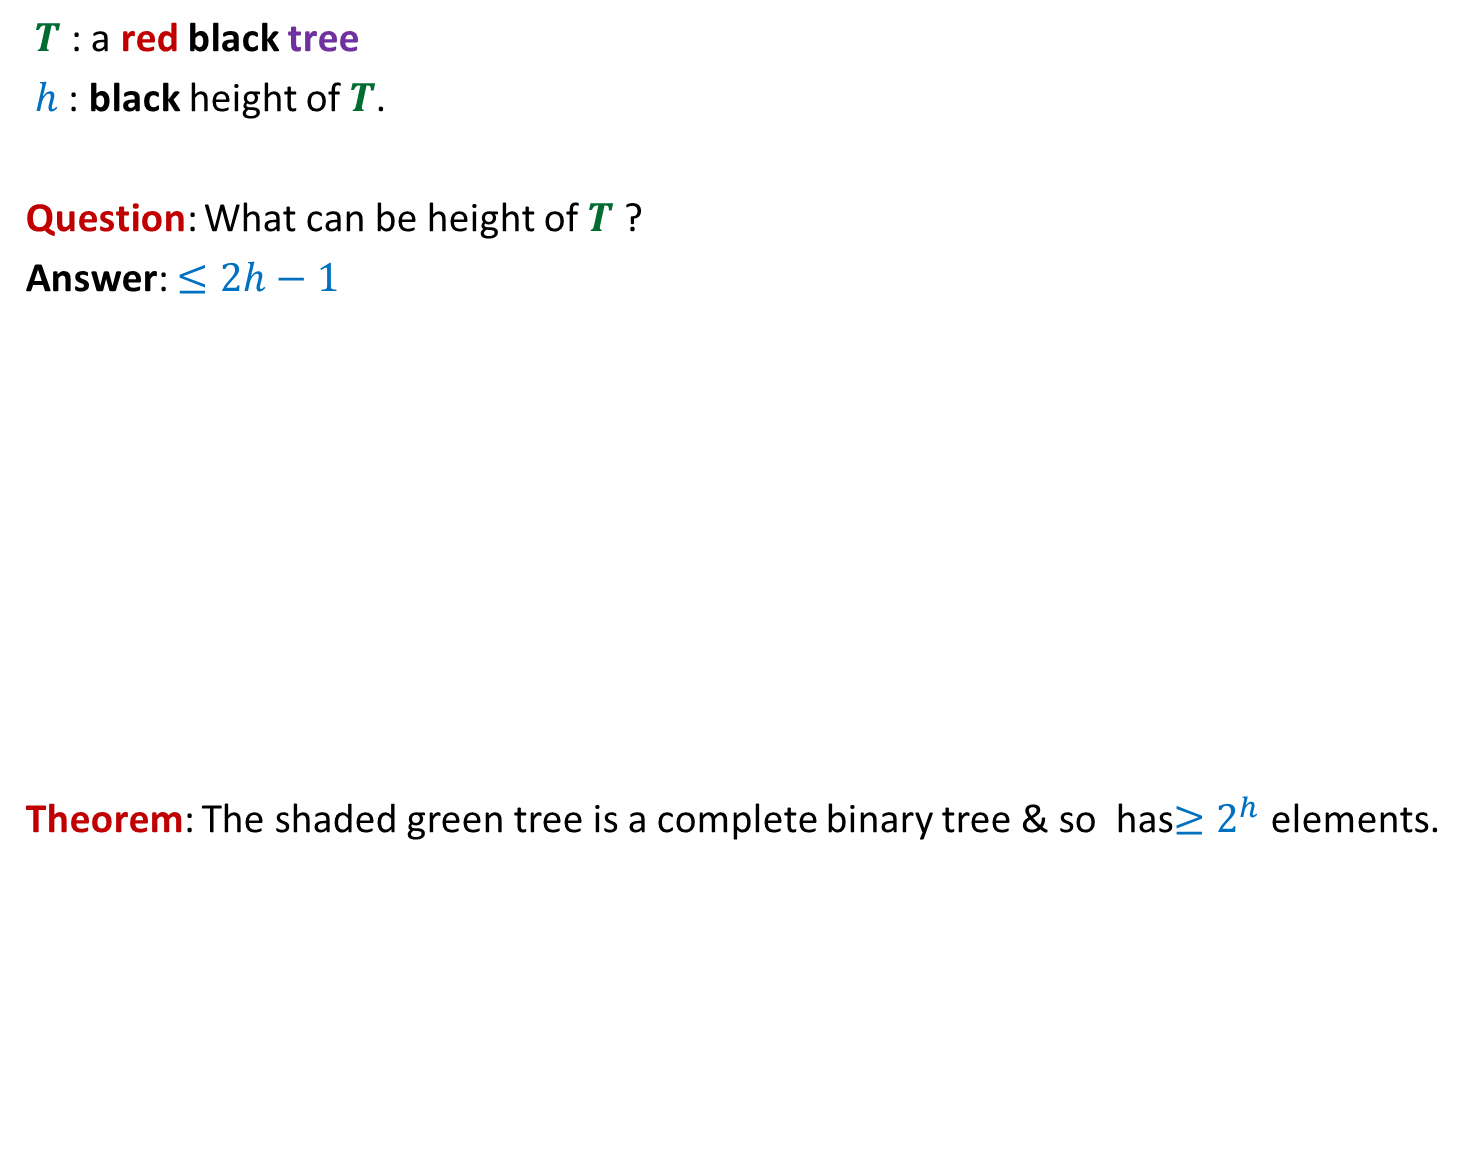 T : a red black tree
h : black height of T.
Question: What can be height of T ?
Answer: ≤ 2h − 1
Theorem: The shaded green tree is a complete binary tree & so has≥ 2^h elements.